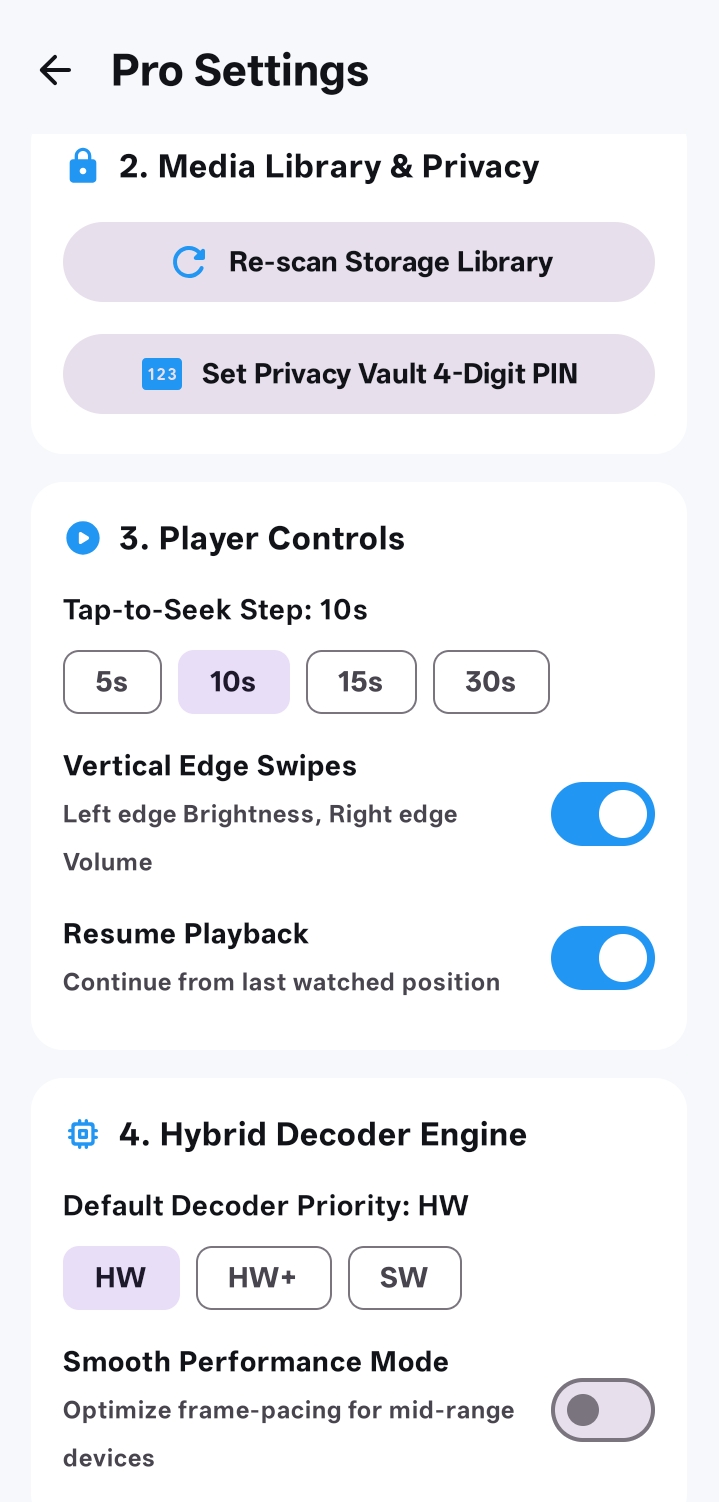 Pro Settings
2. Media Library & Privacy
Re-scan Storage Library
123
Set Privacy Vault 4-Digit PIN
3. Player Controls
Tap-to-Seek Step: 10s
5s
10s
15s
30s
Vertical Edge Swipes
Left edge Brightness, Right edge
Volume
Resume Playback
Continue from last watched position
4. Hybrid Decoder Engine
Default Decoder Priority: HW
HW
HW+
SW
Smooth Performance Mode
Optimize frame-pacing for mid-range
devices